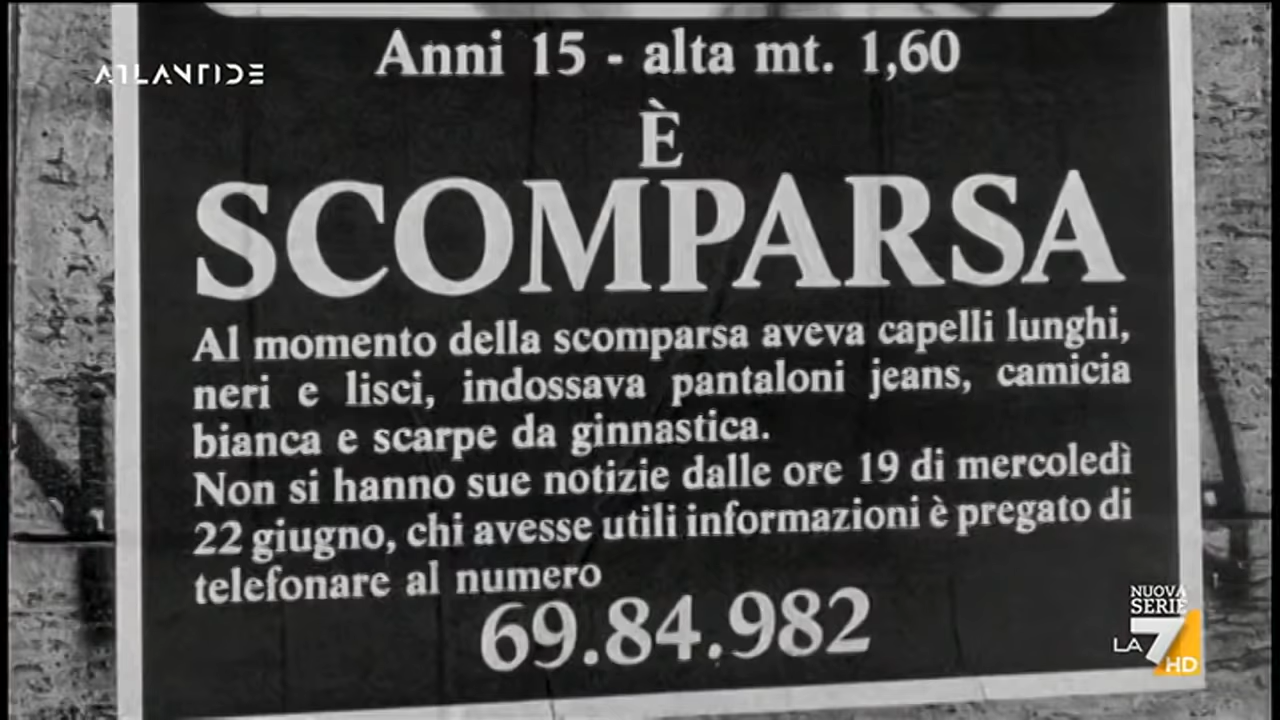 Anni 15 - alta mt. 1,60
ATLANTIDE
È
SCOMPARSA
Al momento della scomparsa aveva capelli lunghi,
neri e lisci, indossava pantaloni jeans, camicia
bianca e scarpe da ginnastica.
Non si hanno sue notizie dalle ore 19 di mercoledì
22 giugno, chi avesse utili informazioni è pregato di
telefonare al numero
69.84.982
NUOVA
SERIE
LA 7 HD